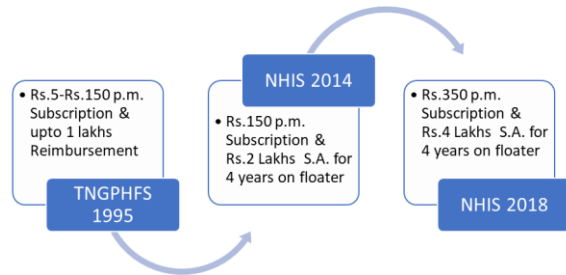 • Rs.5-Rs.150 p.m.
Subscription &
upto 1 lakhs
Reimbursement
TNGPHFS
1995
NHIS 2014
• Rs.150 p.m.
Subscription &
Rs.2 Lakhs S.A. for
4 years on floater
• Rs.350 p.m.
Subscription &
Rs.4 Lakhs S.A. for
4 years on floater
NHIS 2018